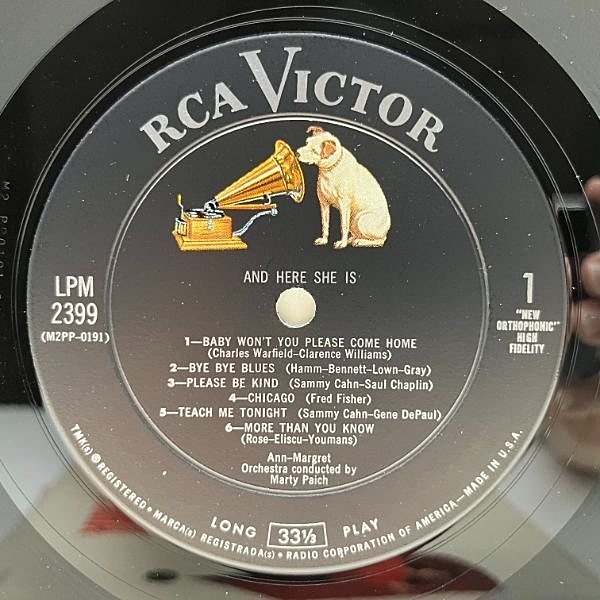 RCA VICTOR
AND HERE SHE IS
LPM
2399
(M2PP-0191)
1
"NEW
ORTHOPHONIC"
HIGH
FIDELITY
1—BABY WON'T YOU PLEASE COME HOME
(Charles Warfield-Clarence Williams)
2—BYE BYE BLUES (Hamm-Bennett-Lown-Gray)
3—PLEASE BE KIND (Sammy Cahn-Saul Chaplin)
4—CHICAGO (Fred Fisher)
5—TEACH ME TONIGHT (Sammy Cahn-Gene DePaul)
6—MORE THAN YOU KNOW
(Rose-Eliscu-Youmans)
Ann-Margret
Orchestra conducted by
Marty Paich
LONG 33⅓ PLAY
TMK(s) ® REGISTERED • MARCA(s) REGISTRADA(s) • RADIO CORPORATION OF AMERICA—MADE IN U.S.A.